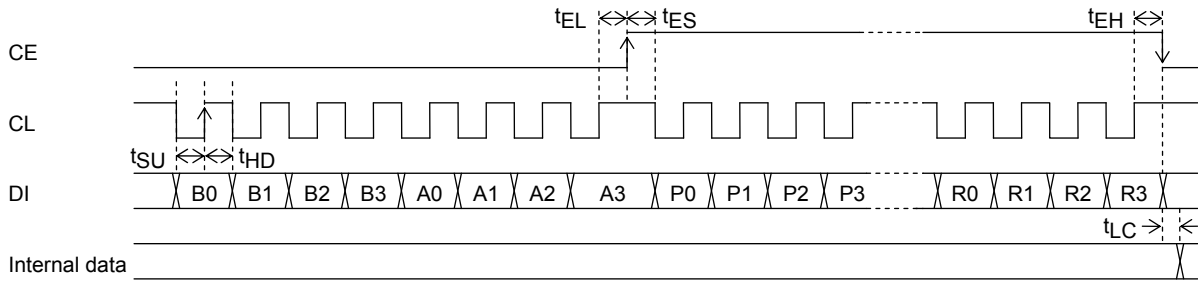 tEL tES tEH
CE
CL
tSU tHD
DI B0 B1 B2 B3 A0 A1 A2 A3 P0 P1 P2 P3 R0 R1 R2 R3
tLC
Internal data